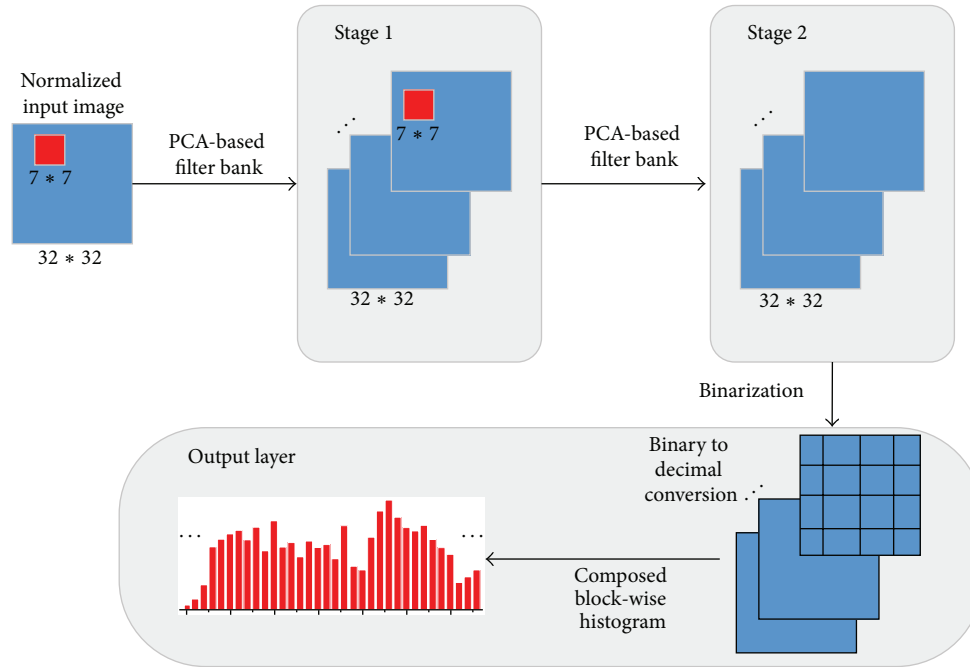 Normalized
input image
7 * 7
32 * 32
PCA-based
filter bank
Stage 1
7 * 7
32 * 32
PCA-based
filter bank
Stage 2
32 * 32
Binarization
Output layer
Binary to
decimal
conversion
Composed
block-wise
histogram